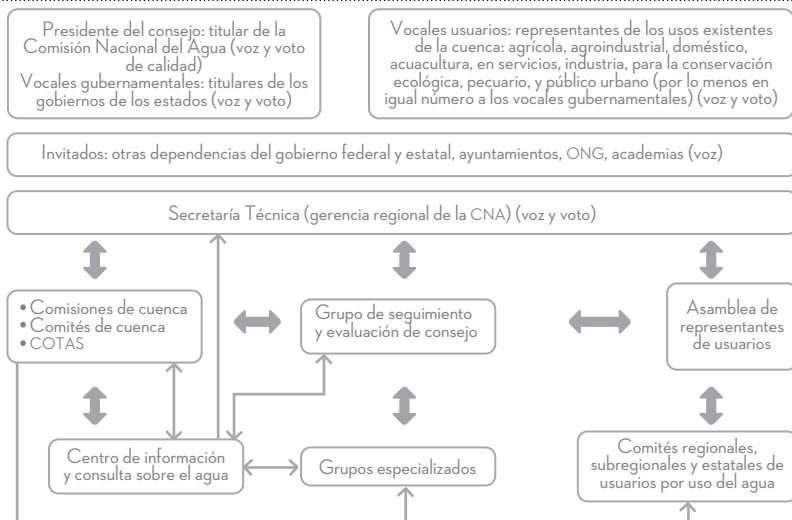 Presidente del consejo: titular de la
Comisión Nacional del Agua (voz y voto
de calidad)
Vocales gubernamentales: titulares de los
gobiernos de los estados (voz y voto)
Vocales usuarios: representantes de los usos existentes
de la cuenca: agrícola, agroindustrial, doméstico,
acuacultura, en servicios, industria, para la conservación
ecológica, pecuario, y público urbano (por lo menos en
igual número a los vocales gubernamentales) (voz y voto)
Invitados: otras dependencias del gobierno federal y estatal, ayuntamientos, ONG, academias (voz)
Secretaría Técnica (gerencia regional de la CNA) (voz y voto)
• Comisiones de cuenca
• Comités de cuenca
• COTAS
Grupo de seguimiento
y evaluación de consejo
Asamblea de
representantes
de usuarios
Centro de información
y consulta sobre el agua
Grupos especializados
Comités regionales,
subregionales y estatales de
usuarios por uso del agua